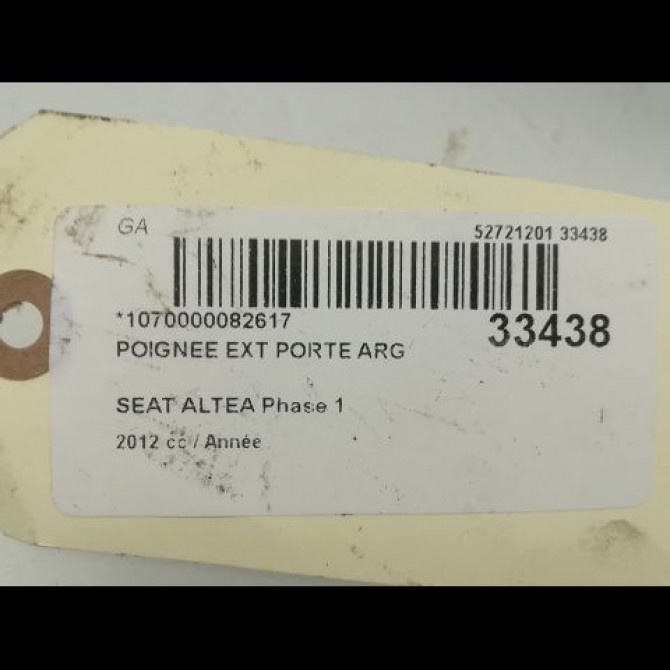 GA
52721201 33438
*1070000082617
33438
POIGNEE EXT PORTE ARG
SEAT ALTEA Phase 1
2012 cc / Année